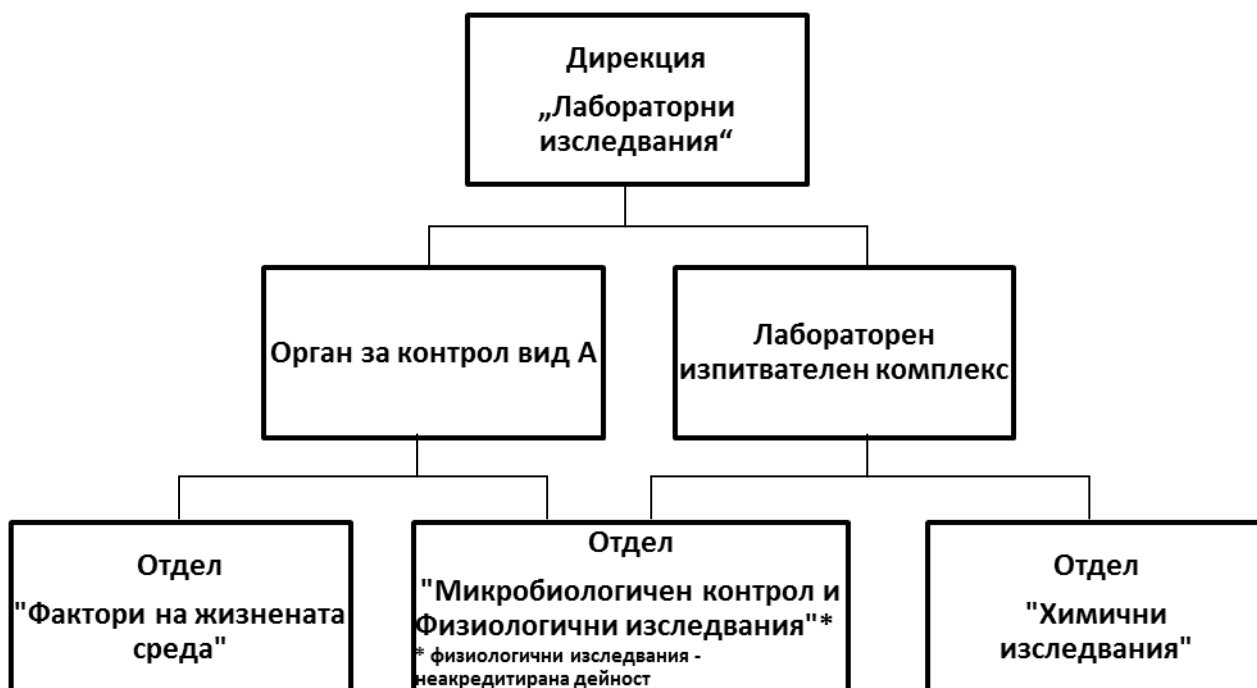 Дирекция
„Лабораторни
изследвания“
Орган за контрол вид А
Лабораторен
изпитвателен комплекс
Отдел
"Фактори на жизнената
среда"
Отдел
"Микробиологичен контрол и
Физиологични изследвания"*
* физиологични изследвания -
неакредитирана дейност
Отдел
"Химични
изследвания"